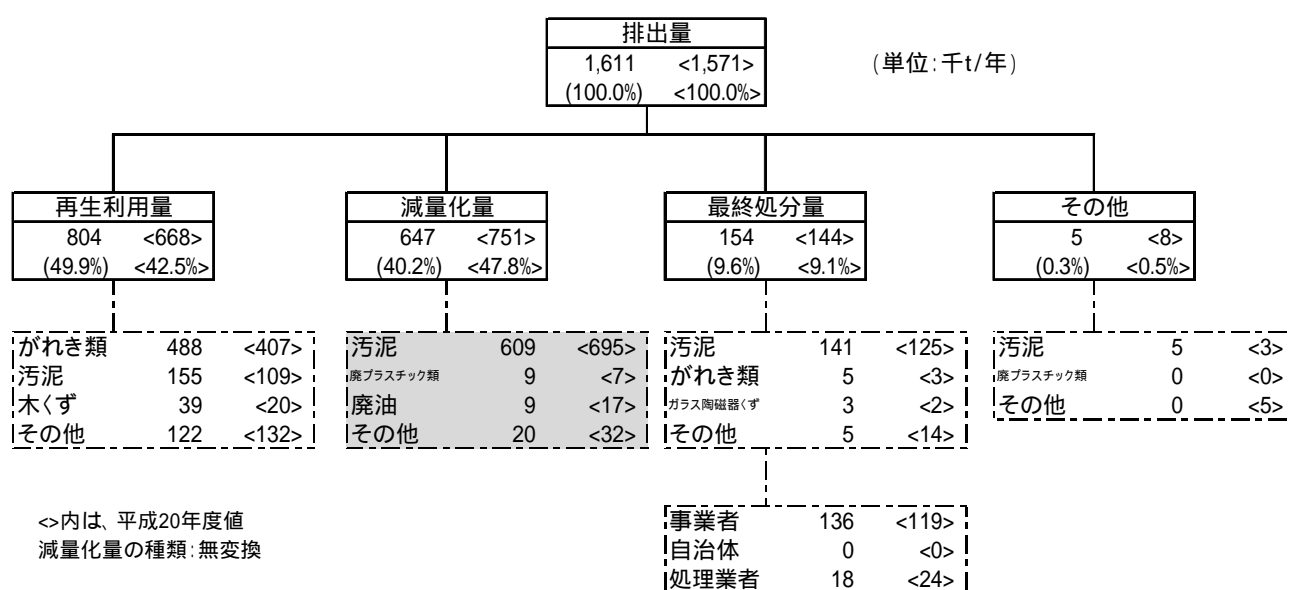 排出量
1,611 <1,571>
(100.0%) <100.0%>
(単位:千t/年)
再生利用量
804 <668>
(49.9%) <42.5%>
減量化量
647 <751>
(40.2%) <47.8%>
最終処分量
154 <144>
(9.6%) <9.1%>
その他
5 <8>
(0.3%) <0.5%>
がれき類 488 <407>
汚泥 155 <109>
木くず 39 <20>
その他 122 <132>
汚泥 609 <695>
廃プラスチック類 9 <7>
廃油 9 <17>
その他 20 <32>
汚泥 141 <125>
がれき類 5 <3>
ガラス陶磁器くず 3 <2>
その他 5 <14>
汚泥 5 <3>
廃プラスチック類 0 <0>
その他 0 <5>
<>内は、平成20年度値
減量化量の種類:無変換
事業者 136 <119>
自治体 0 <0>
処理業者 18 <24>